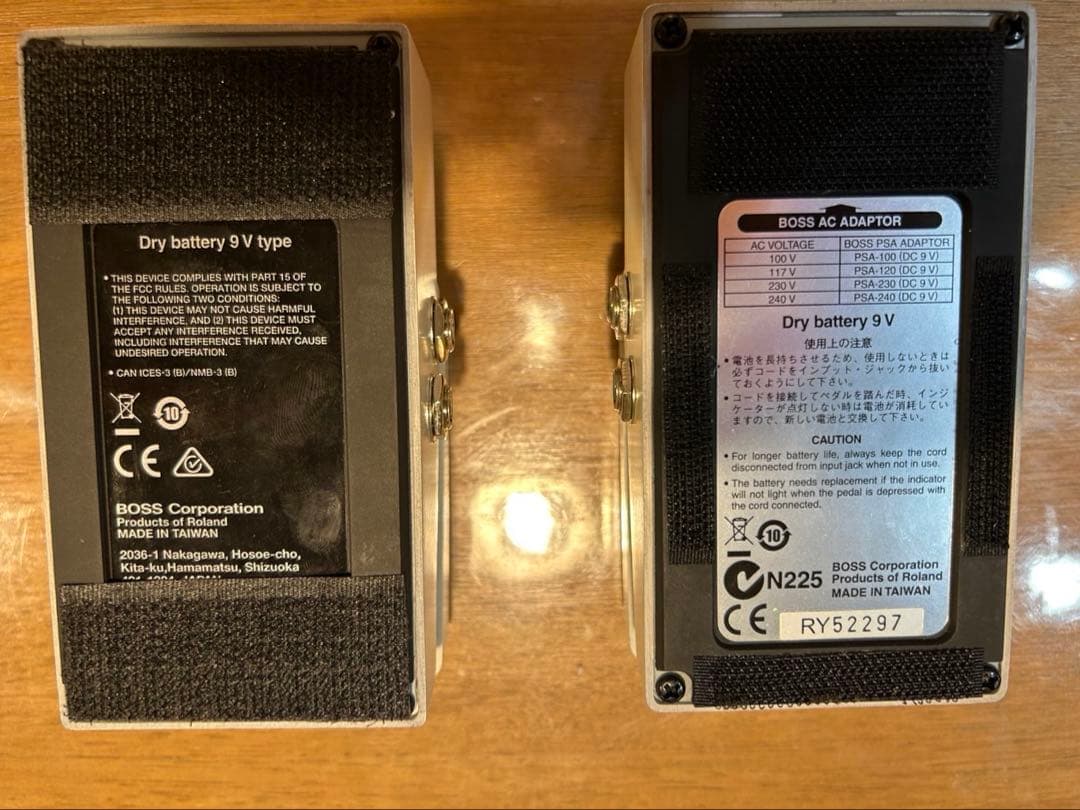 Dry battery 9 V type
• THIS DEVICE COMPLIES WITH PART 15 OF
THE FCC RULES. OPERATION IS SUBJECT TO
THE FOLLOWING TWO CONDITIONS:
(1) THIS DEVICE MAY NOT CAUSE HARMFUL
INTERFERENCE, AND (2) THIS DEVICE MUST
ACCEPT ANY INTERFERENCE RECEIVED,
INCLUDING INTERFERENCE THAT MAY CAUSE
UNDESIRED OPERATION.
• CAN ICES-3 (B)/NMB-3 (B)
10
CE
BOSS Corporation
Products of Roland
MADE IN TAIWAN
2036-1 Nakagawa, Hosoe-cho,
Kita-ku,Hamamatsu, Shizuoka
BOSS AC ADAPTOR
AC VOLTAGE BOSS PSA ADAPTOR
100 V PSA-100 (DC 9 V)
117 V PSA-120 (DC 9 V)
230 V PSA-230 (DC 9 V)
240 V PSA-240 (DC 9 V)
Dry battery 9 V
使用上の注意
• 電池を長持ちさせるため、使用しないときは
必ずコードをインプット・ジャックから抜い
ておくようにして下さい。
• コードを接続してペダルを踏んだ時、インジ
ケーターが点灯しない時は電池が消耗してい
ますので、新しい電池と交換して下さい。
CAUTION
• For longer battery life, always keep the cord
disconnected from input jack when not in use.
• The battery needs replacement if the indicator
will not light when the pedal is depressed with
the cord connected.
10
N225
BOSS Corporation
Products of Roland
MADE IN TAIWAN
CE
RY52297